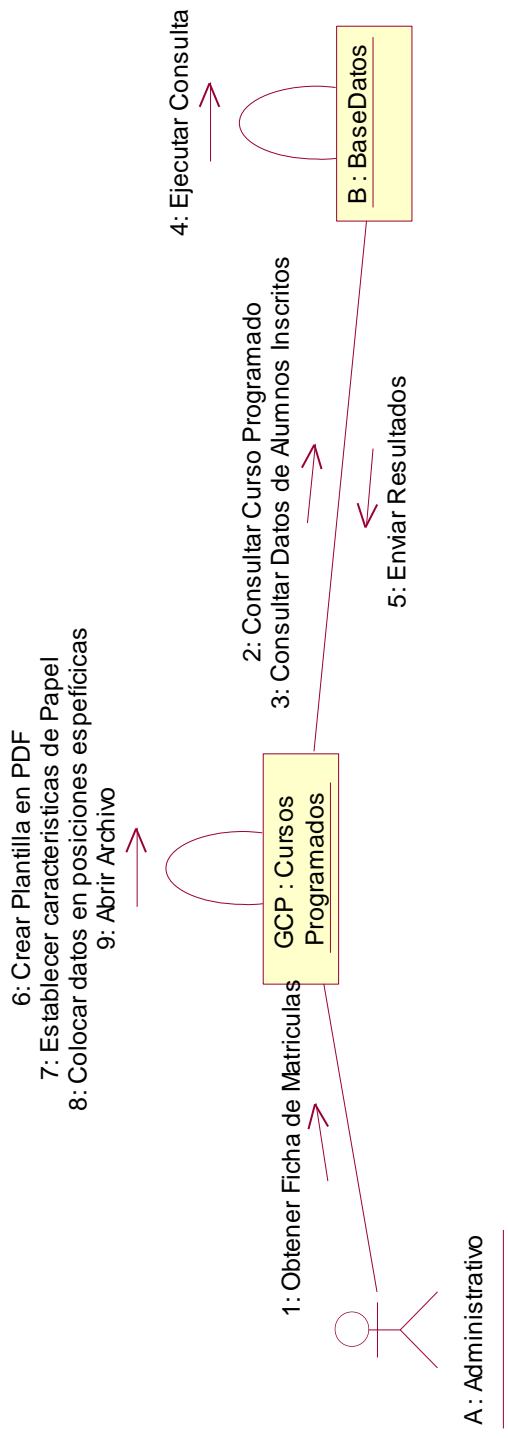 6: Crear Plantilla en PDF
7: Establecer caracteristicas de Papel
8: Colocar datos en posiciones espefícicas
9: Abrir Archivo
4: Ejecutar Consulta
2: Consultar Curso Programado
3: Consultar Datos de Alumnos Inscritos
1: Obtener Ficha de Matriculas
GCP : Cursos
Programados
B : BaseDatos
5: Enviar Resultados
A : Administrativo